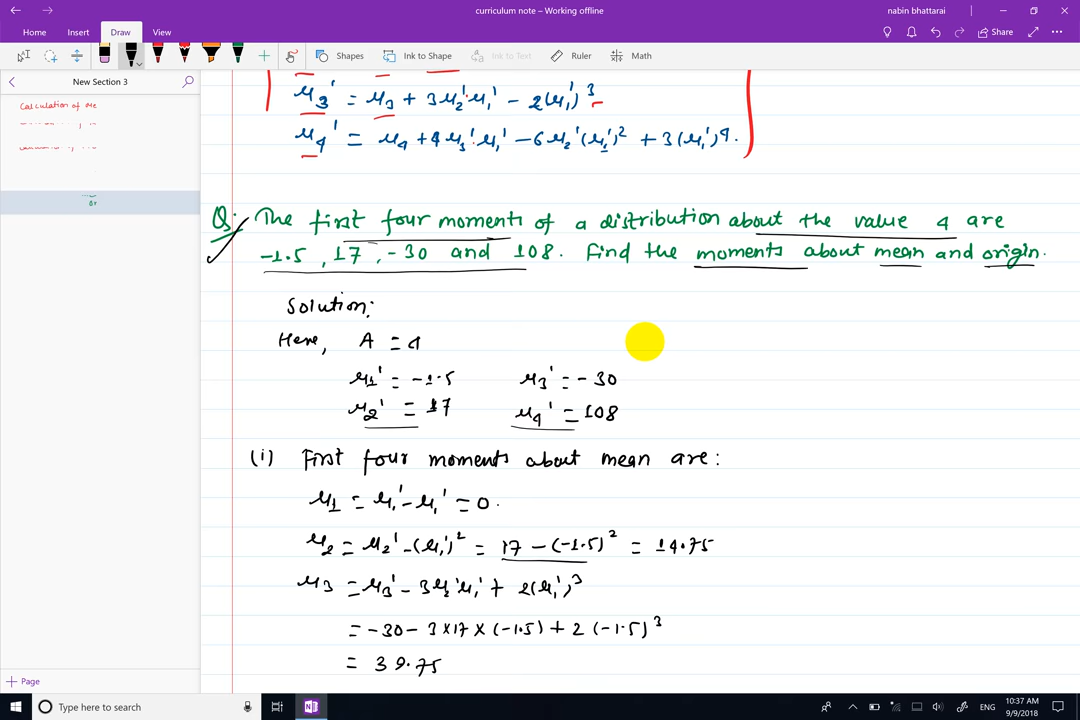 curriculum note – Working offline
nabin bhattarai
Home Insert Draw View
Share
Shapes Ink to Shape Ink to Text Ruler Math
New Section 3
Calculation of Me
μ3' = μ3 + 3μ2'μ1' - 2(μ1')^3
μ4' = μ4 + 4μ3'μ1' - 6μ2'(μ1')^2 + 3(μ1')^4.
Q: The first four moments of a distribution about the value 4 are
-1.5, 17, -30 and 108. Find the moments about mean and origin.
Solution:
Here, A = 4
μ1' = -1.5 μ3' = -30
μ2' = 17 μ4' = 108
(i) First four moments about mean are:
μ1 = μ1' - μ1' = 0.
μ2 = μ2' - (μ1')^2 = 17 - (-1.5)^2 = 14.75
μ3 = μ3' - 3μ2'μ1' + 2(μ1')^3
= -30 - 3×17×(-1.5) + 2(-1.5)^3
= 39.75
+ Page
Type here to search
ENG
10:37 AM
9/9/2018